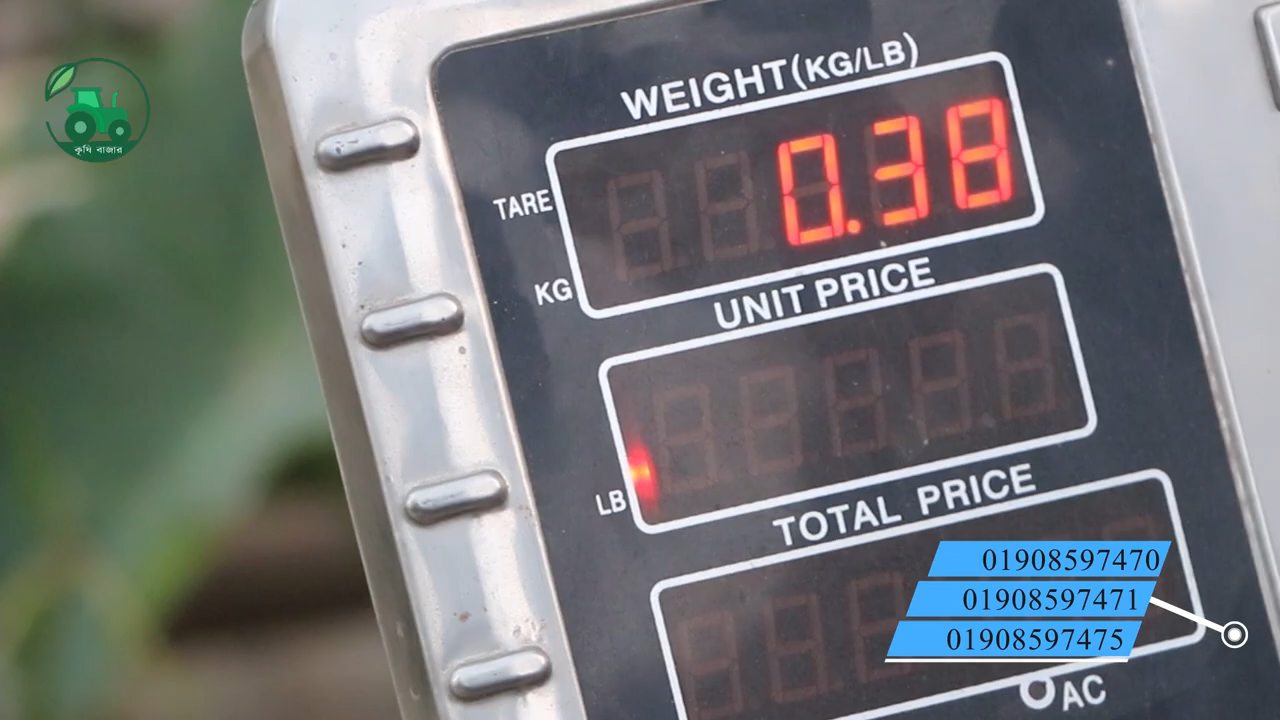 কৃষি বাজার
WEIGHT(KG/LB)
TARE
0.38
KG
UNIT PRICE
LB
TOTAL PRICE
01908597470
01908597471
01908597475
AC